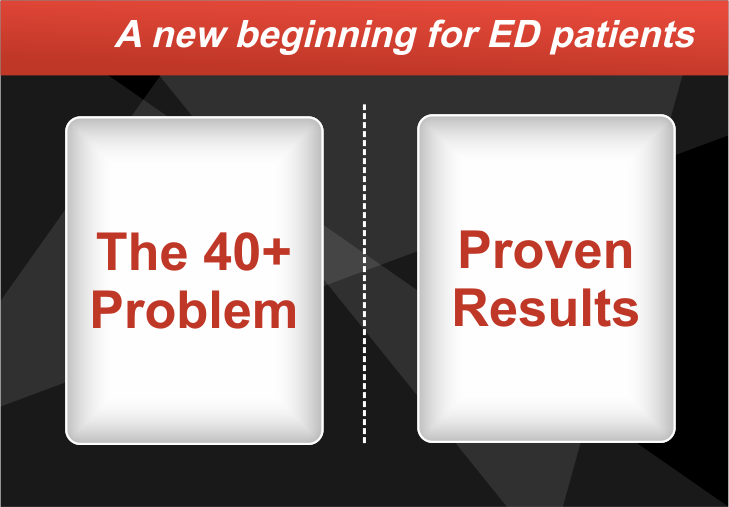 A new beginning for ED patients
The 40+
Problem
Proven
Results